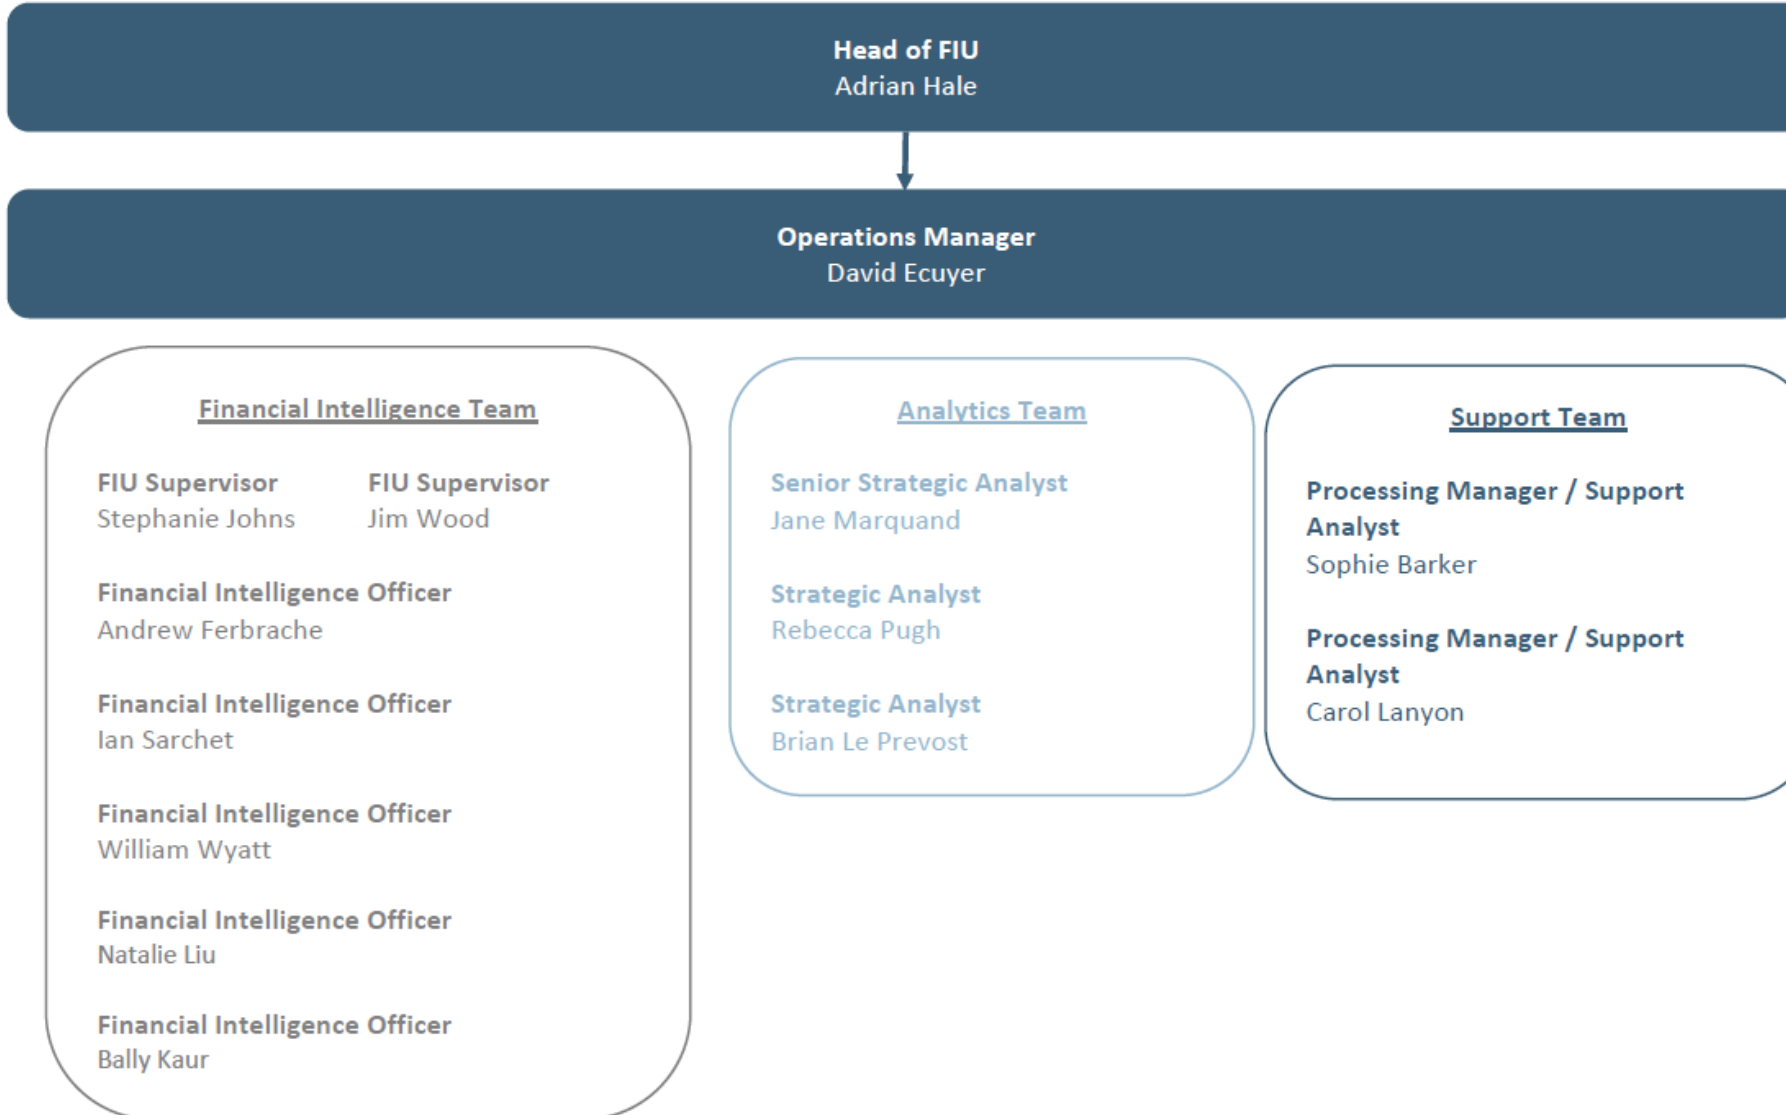 Head of FIU
Adrian Hale
Operations Manager
David Ecuyer
Financial Intelligence Team
FIU Supervisor
Stephanie Johns
FIU Supervisor
Jim Wood
Financial Intelligence Officer
Andrew Ferbrache
Financial Intelligence Officer
Ian Sarchet
Financial Intelligence Officer
William Wyatt
Financial Intelligence Officer
Natalie Liu
Financial Intelligence Officer
Bally Kaur
Analytics Team
Senior Strategic Analyst
Jane Marquand
Strategic Analyst
Rebecca Pugh
Strategic Analyst
Brian Le Prevost
Support Team
Processing Manager / Support
Analyst
Sophie Barker
Processing Manager / Support
Analyst
Carol Lanyon